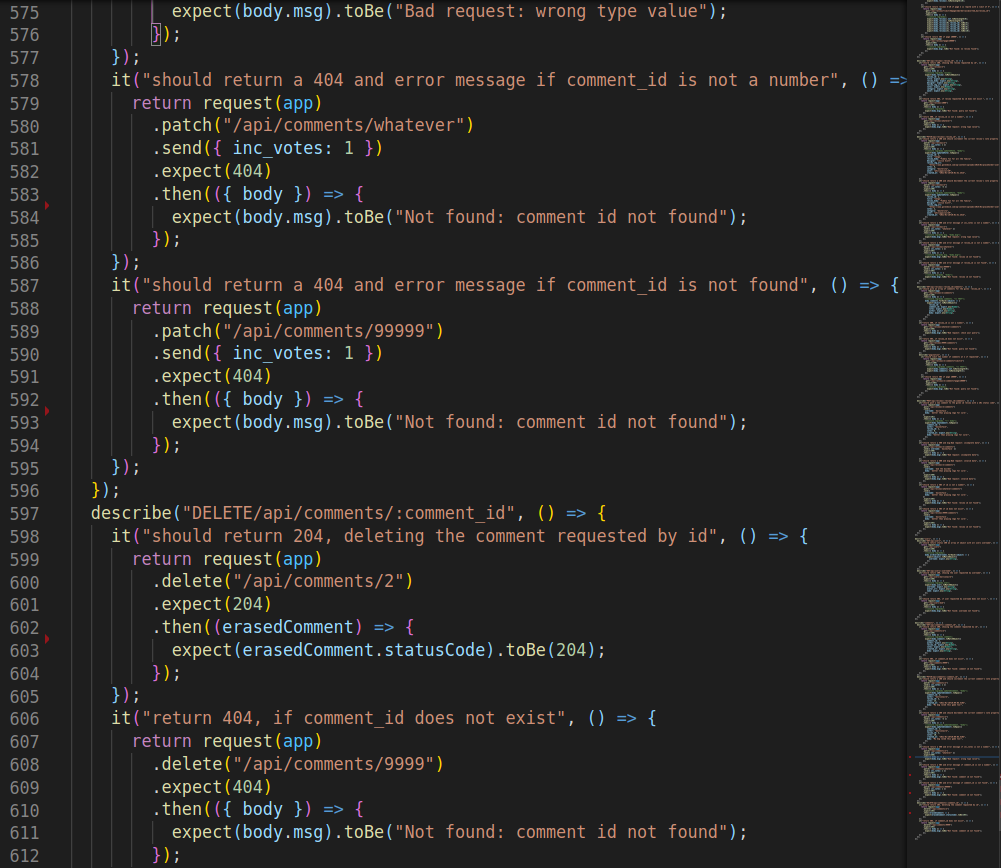 575 expect(body.msg).toBe("Bad request: wrong type value");
576 });
577 });
578 it("should return a 404 and error message if comment_id is not a number", () =>
579 return request(app)
580 .patch("/api/comments/whatever")
581 .send({ inc_votes: 1 })
582 .expect(404)
583 .then(({ body }) => {
584 expect(body.msg).toBe("Not found: comment id not found");
585 });
586 });
587 it("should return a 404 and error message if comment_id is not found", () => {
588 return request(app)
589 .patch("/api/comments/99999")
590 .send({ inc_votes: 1 })
591 .expect(404)
592 .then(({ body }) => {
593 expect(body.msg).toBe("Not found: comment id not found");
594 });
595 });
596 });
597 describe("DELETE/api/comments/:comment_id", () => {
598 it("should return 204, deleting the comment requested by id", () => {
599 return request(app)
600 .delete("/api/comments/2")
601 .expect(204)
602 .then((erasedComment) => {
603 expect(erasedComment.statusCode).toBe(204);
604 });
605 });
606 it("return 404, if comment_id does not exist", () => {
607 return request(app)
608 .delete("/api/comments/9999")
609 .expect(404)
610 .then(({ body }) => {
611 expect(body.msg).toBe("Not found: comment id not found");
612 });